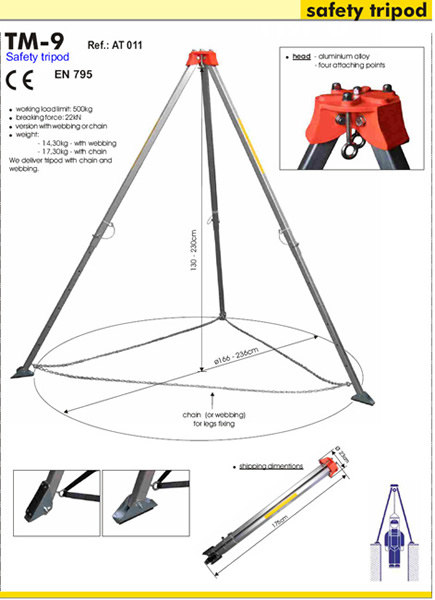 safety tripod
TM-9 Ref.: AT 011
Safety tripod
CE EN 795
• working load limit: 500kg
• breaking force: 22kN
• version with webbing or chain
• weight:
- 14,30kg - with webbing
- 17,30kg - with chain
We deliver tripod with chain and
webbing.
• head - aluminium alloy
- four attaching points
130 - 230cm
ø166 - 236cm
chain (or webbing)
for legs fixing
• shipping dimentions
Ø 23cm
176cm